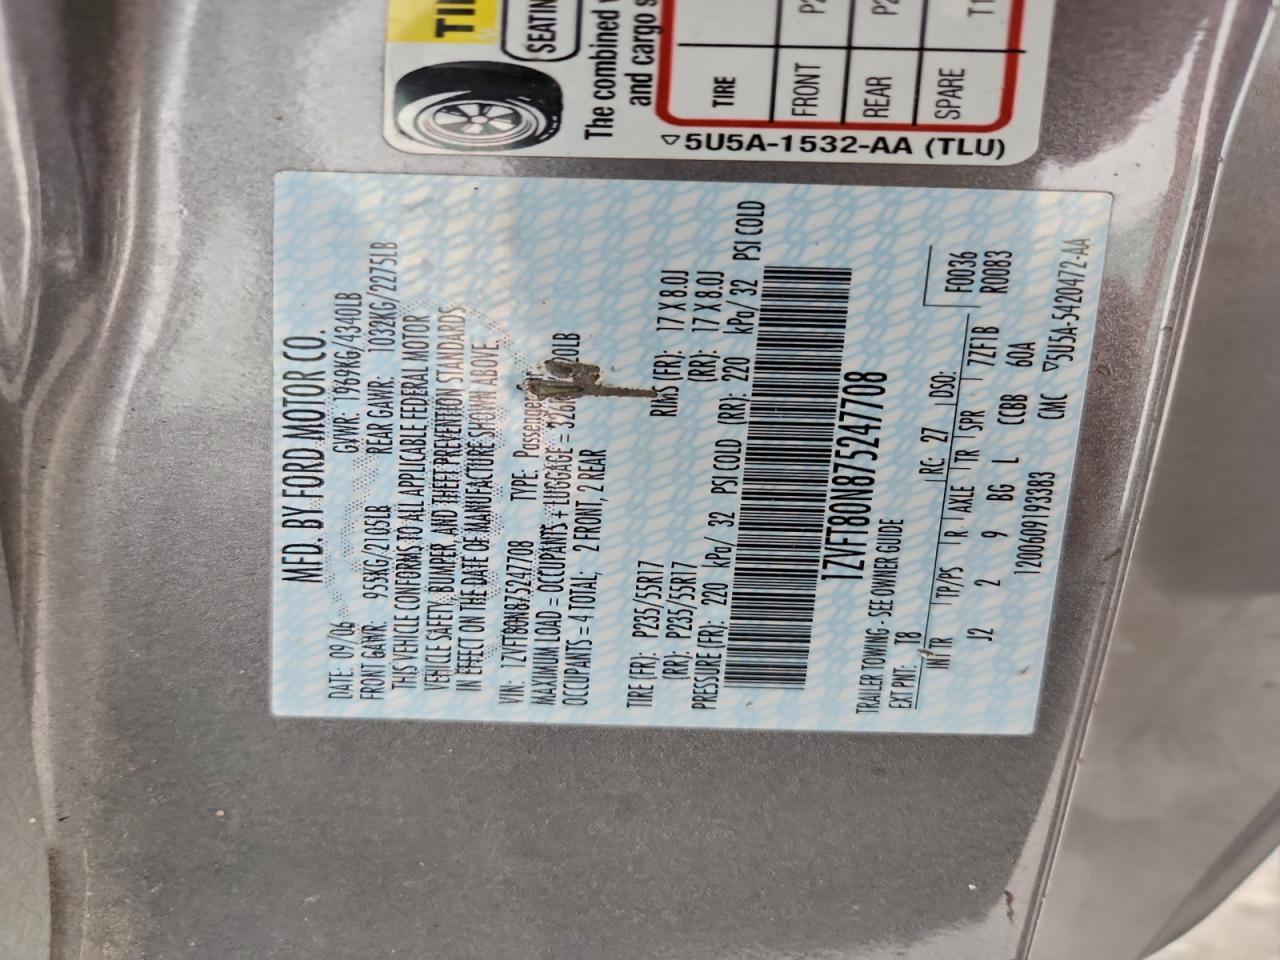 SEATIN
The combined
and cargo
TIRE
FRONT
REAR
SPARE
5U5A-1532-AA (TLU)
MFD. BY FORD MOTOR CO.
DATE: 09/06 GVWR: 1969KG/4340LB
FRONT GAWR: 955KG/2105LB REAR GAWR: 1032KG/2275LB
THIS VEHICLE CONFORMS TO ALL APPLICABLE FEDERAL MOTOR
VEHICLE SAFETY, BUMPER, AND THEFT PREVENTION STANDARDS
IN EFFECT ON THE DATE OF MANUFACTURE SHOWN ABOVE.
VIN: 1ZVFT80N875247708 TYPE: Passenger
MAXIMUM LOAD = OCCUPANTS + LUGGAGE = 326
OCCUPANTS = 4 TOTAL; 2 FRONT, 2 REAR
TIRE (FR): P235/55R17 RIMS (FR): 17 X 8.0J
(RR): P235/55R17 (RR): 17 X 8.0J
PRESSURE (FR): 220 kPa/ 32 PSI COLD (RR): 220 kPa/ 32 PSI COLD
1ZVFT80N875247708
TRAILER TOWING - SEE OWNER GUIDE
EXT PNT: T8 RC: 27 DSO: F0036
INT TR TP/PS R AXLE TR SPR 7ZF1B R0083
J2 2 9 BG L CCBB 60A
1200609193383 CMC 5U5A-5420472-AA